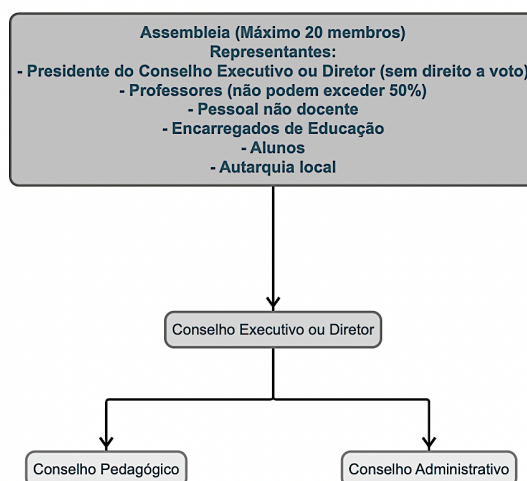 Assembleia (Máximo 20 membros)
Representantes:
- Presidente do Conselho Executivo ou Diretor (sem direito a voto)
- Professores (não podem exceder 50%)
- Pessoal não docente
- Encarregados de Educação
- Alunos
- Autarquia local
Conselho Executivo ou Diretor
Conselho Pedagógico
Conselho Administrativo